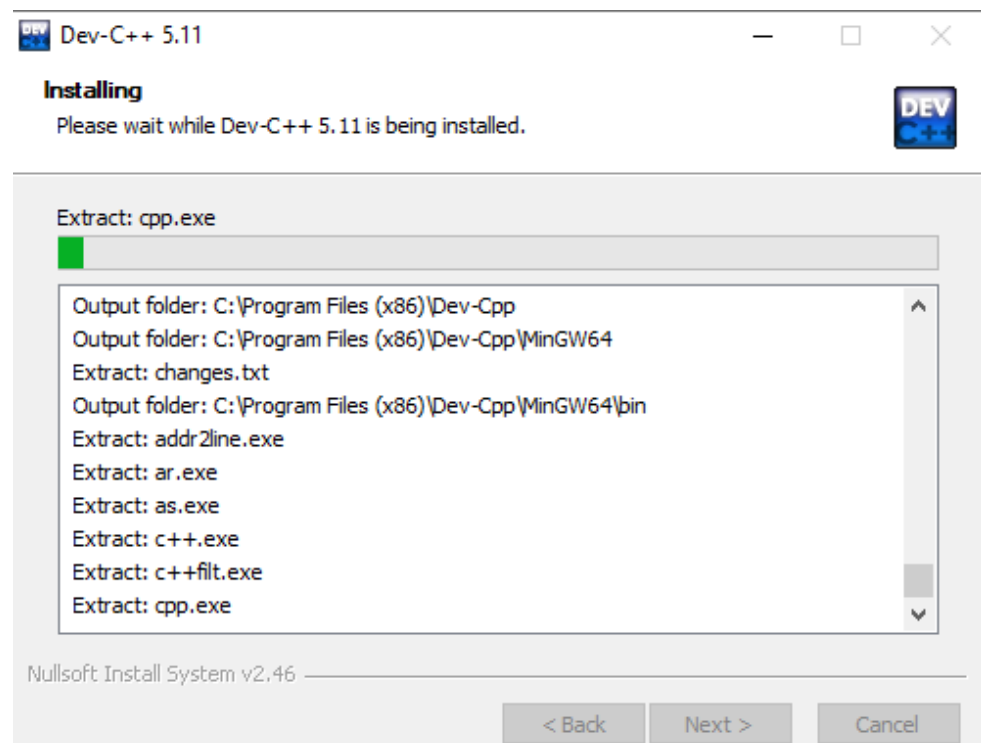 DEV C++ Dev-C++ 5.11
Installing
Please wait while Dev-C++ 5.11 is being installed.
DEV
C++
Extract: cpp.exe
Output folder: C:\Program Files (x86)\Dev-Cpp
Output folder: C:\Program Files (x86)\Dev-Cpp\MinGW64
Extract: changes.txt
Output folder: C:\Program Files (x86)\Dev-Cpp\MinGW64\bin
Extract: addr2line.exe
Extract: ar.exe
Extract: as.exe
Extract: c++.exe
Extract: c++filt.exe
Extract: cpp.exe
Nullsoft Install System v2.46
< Back Next > Cancel